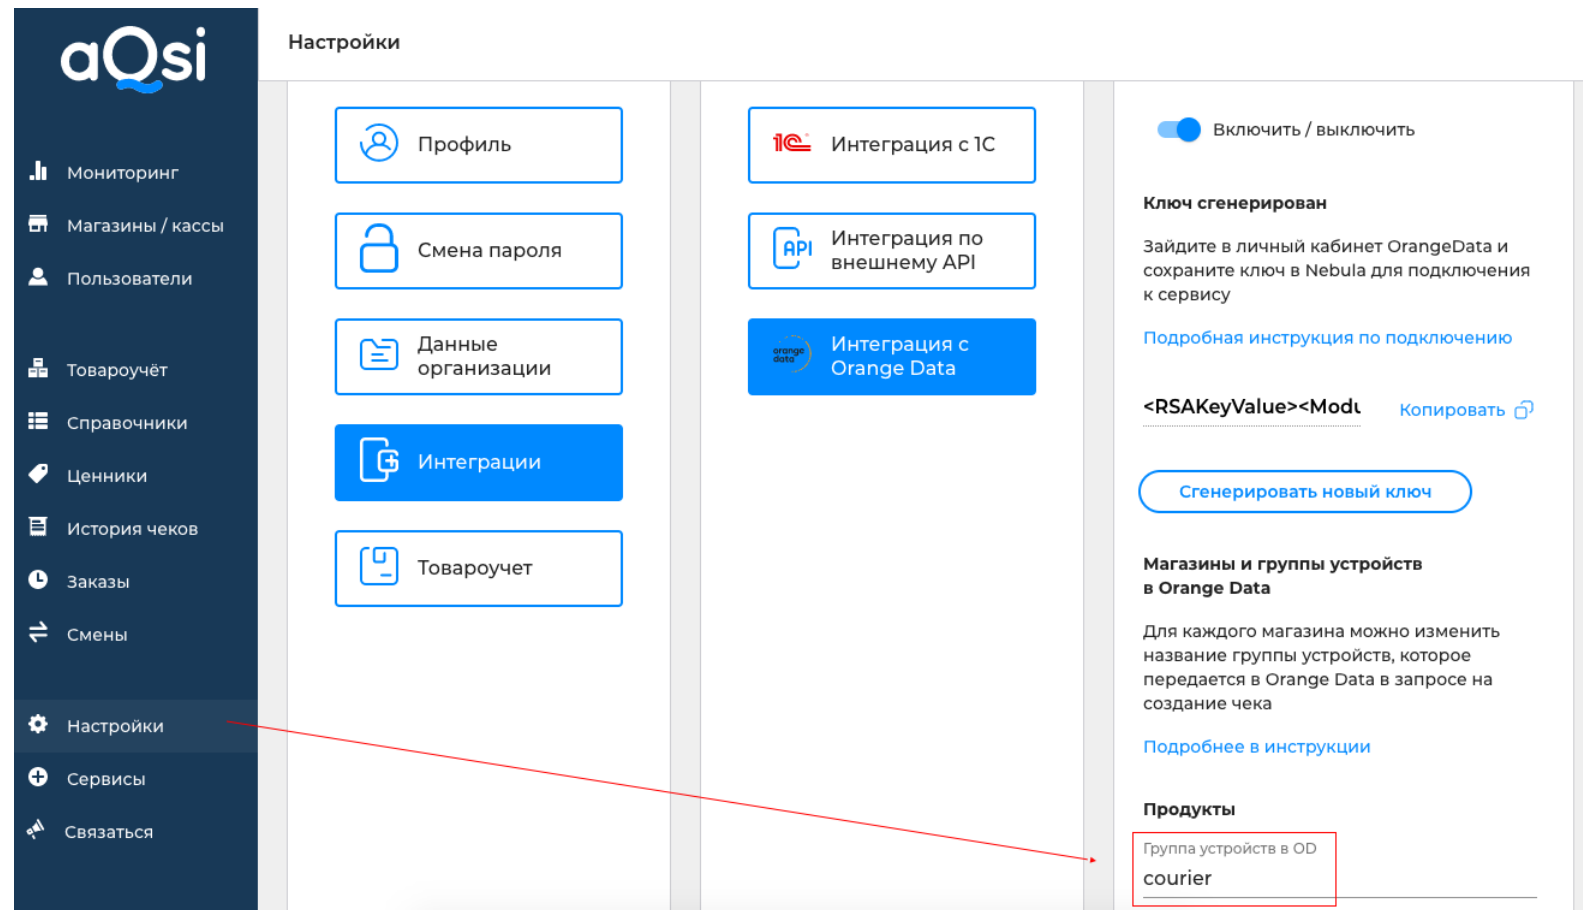 aQsi
Мониторинг
Магазины / кассы
Пользователи
Товароучёт
Справочники
Ценники
История чеков
Заказы
Смены
Настройки
Сервисы
Связаться
Настройки
Профиль
Смена пароля
Данные
организации
Интеграции
Товароучет
1С
Интеграция с 1С
API
Интеграция по
внешнему API
orange
data
Интеграция с
Orange Data
Включить / выключить
Ключ сгенерирован
Зайдите в личный кабинет OrangeData и
сохраните ключ в Nebula для подключения
к сервису
Подробная инструкция по подключению
<RSAKeyValue><Modu
Копировать
Сгенерировать новый ключ
Магазины и группы устройств
в Orange Data
Для каждого магазина можно изменить
название группы устройств, которое
передается в Orange Data в запросе на
создание чека
Подробнее в инструкции
Продукты
Группа устройств в OD
courier